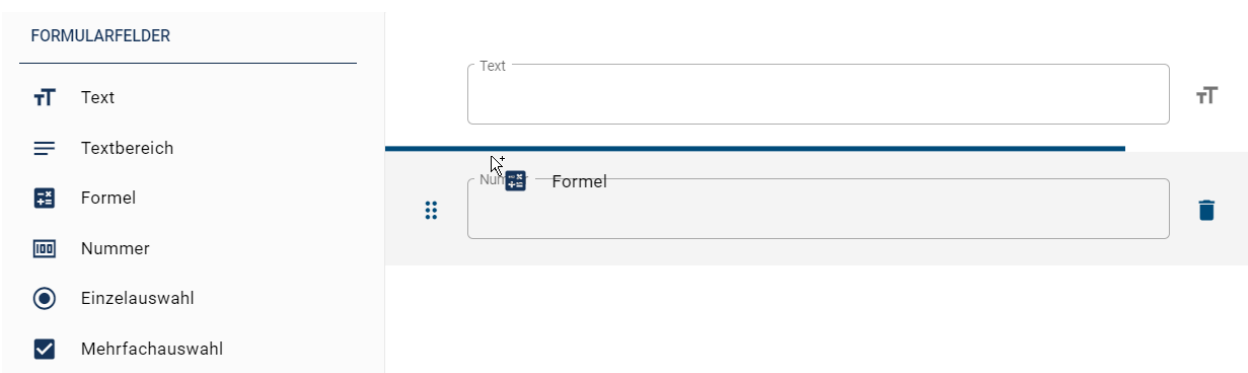 FORMULARFELDER
Text
Textbereich
Formel
Nummer
Einzelauswahl
Mehrfachauswahl
Text
Formel